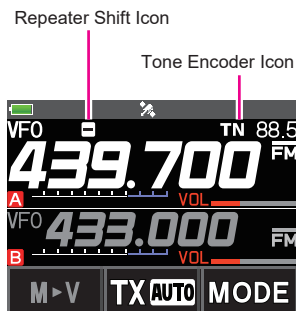 Repeater Shift Icon
Tone Encoder Icon
VFO - TN 88.5
439.700 FM
A VOL
VFO 433.000 FM
B VOL
M►V TX AUTO MODE